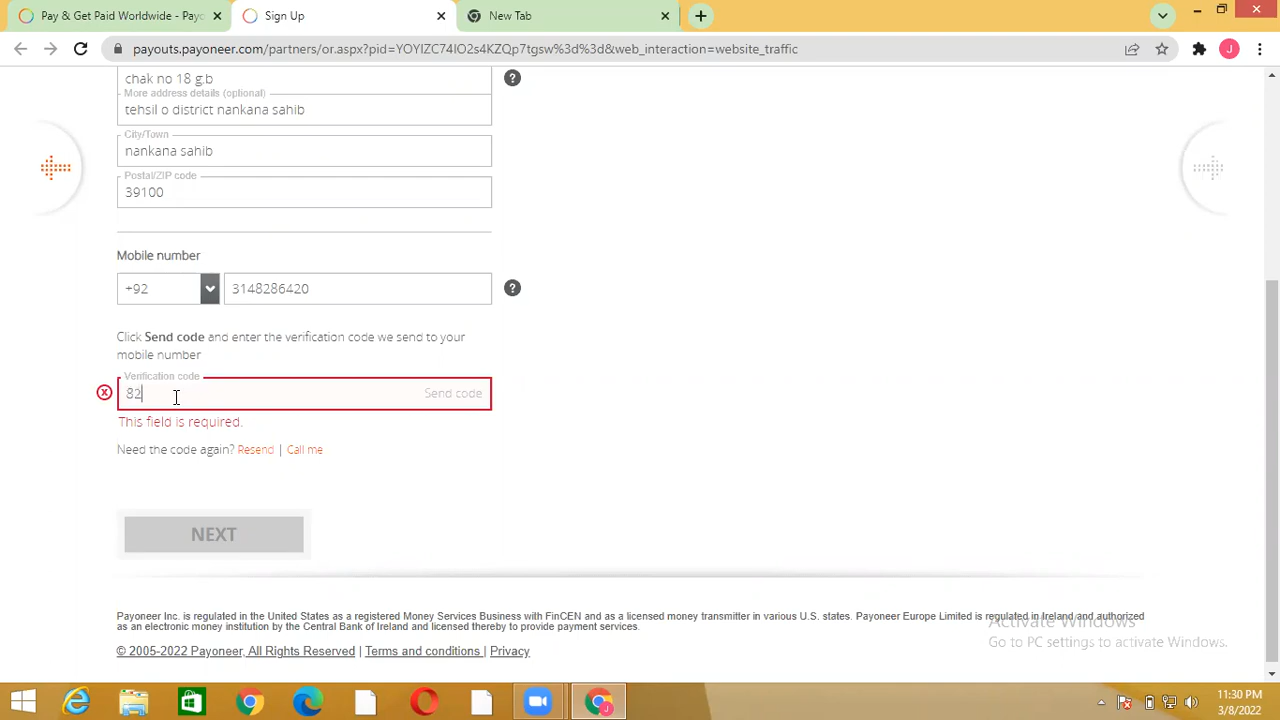 Pay & Get Paid Worldwide - Payo
Sign Up
New Tab
payouts.payoneer.com/partners/or.aspx?pid=YOYIZC74IO2s4KZQp7tgsw%3d%3d&web_interaction=website_traffic
J
chak no 18 g.b
?
More address details (optional)
tehsil o district nankana sahib
City/Town
nankana sahib
Postal/ZIP code
39100
Mobile number
+92
3148286420
?
Click Send code and enter the verification code we send to your
mobile number
Verification code
82
Send code
This field is required.
Need the code again? Resend | Call me
NEXT
Payoneer Inc. is regulated in the United States as a registered Money Services Business with FinCEN and as a licensed money transmitter in various U.S. states. Payoneer Europe Limited is regulated in Ireland and authorized
as an electronic money institution by the Central Bank of Ireland and licensed thereby to provide payment services.
Activate Windows
Go to PC settings to activate Windows.
© 2005-2022 Payoneer, All Rights Reserved | Terms and conditions | Privacy
11:30 PM
3/8/2022